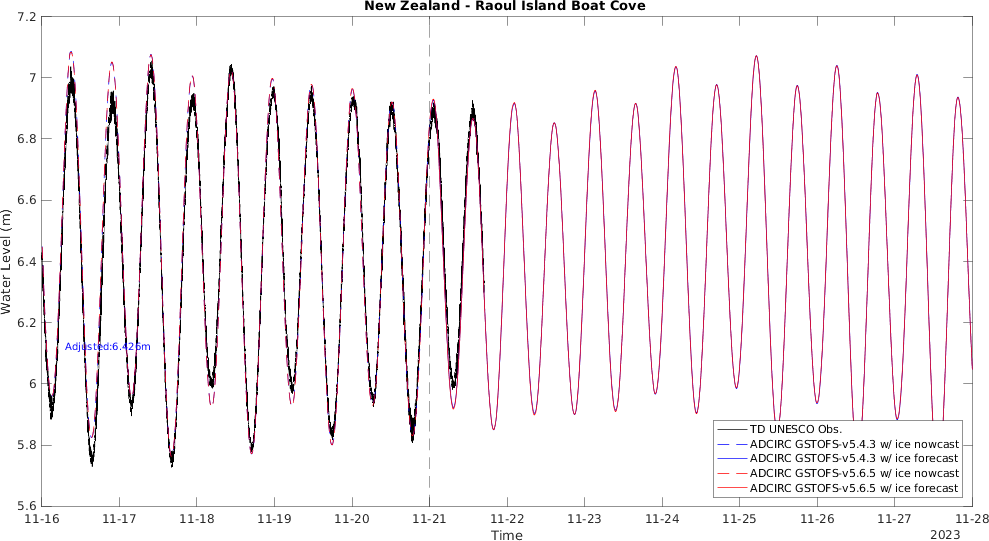 New Zealand - Raoul Island Boat Cove
7.2
7
6.8
6.6
6.4
6.2
6
5.8
5.6
Water Level (m)
Adjusted:6.426m
TD UNESCO Obs.
ADCIRC GSTOFS-v5.4.3 w/ ice nowcast
ADCIRC GSTOFS-v5.4.3 w/ ice forecast
ADCIRC GSTOFS-v5.6.5 w/ ice nowcast
ADCIRC GSTOFS-v5.6.5 w/ ice forecast
11-16 11-17 11-18 11-19 11-20 11-21 11-22 11-23 11-24 11-25 11-26 11-27 11-28
Time
2023